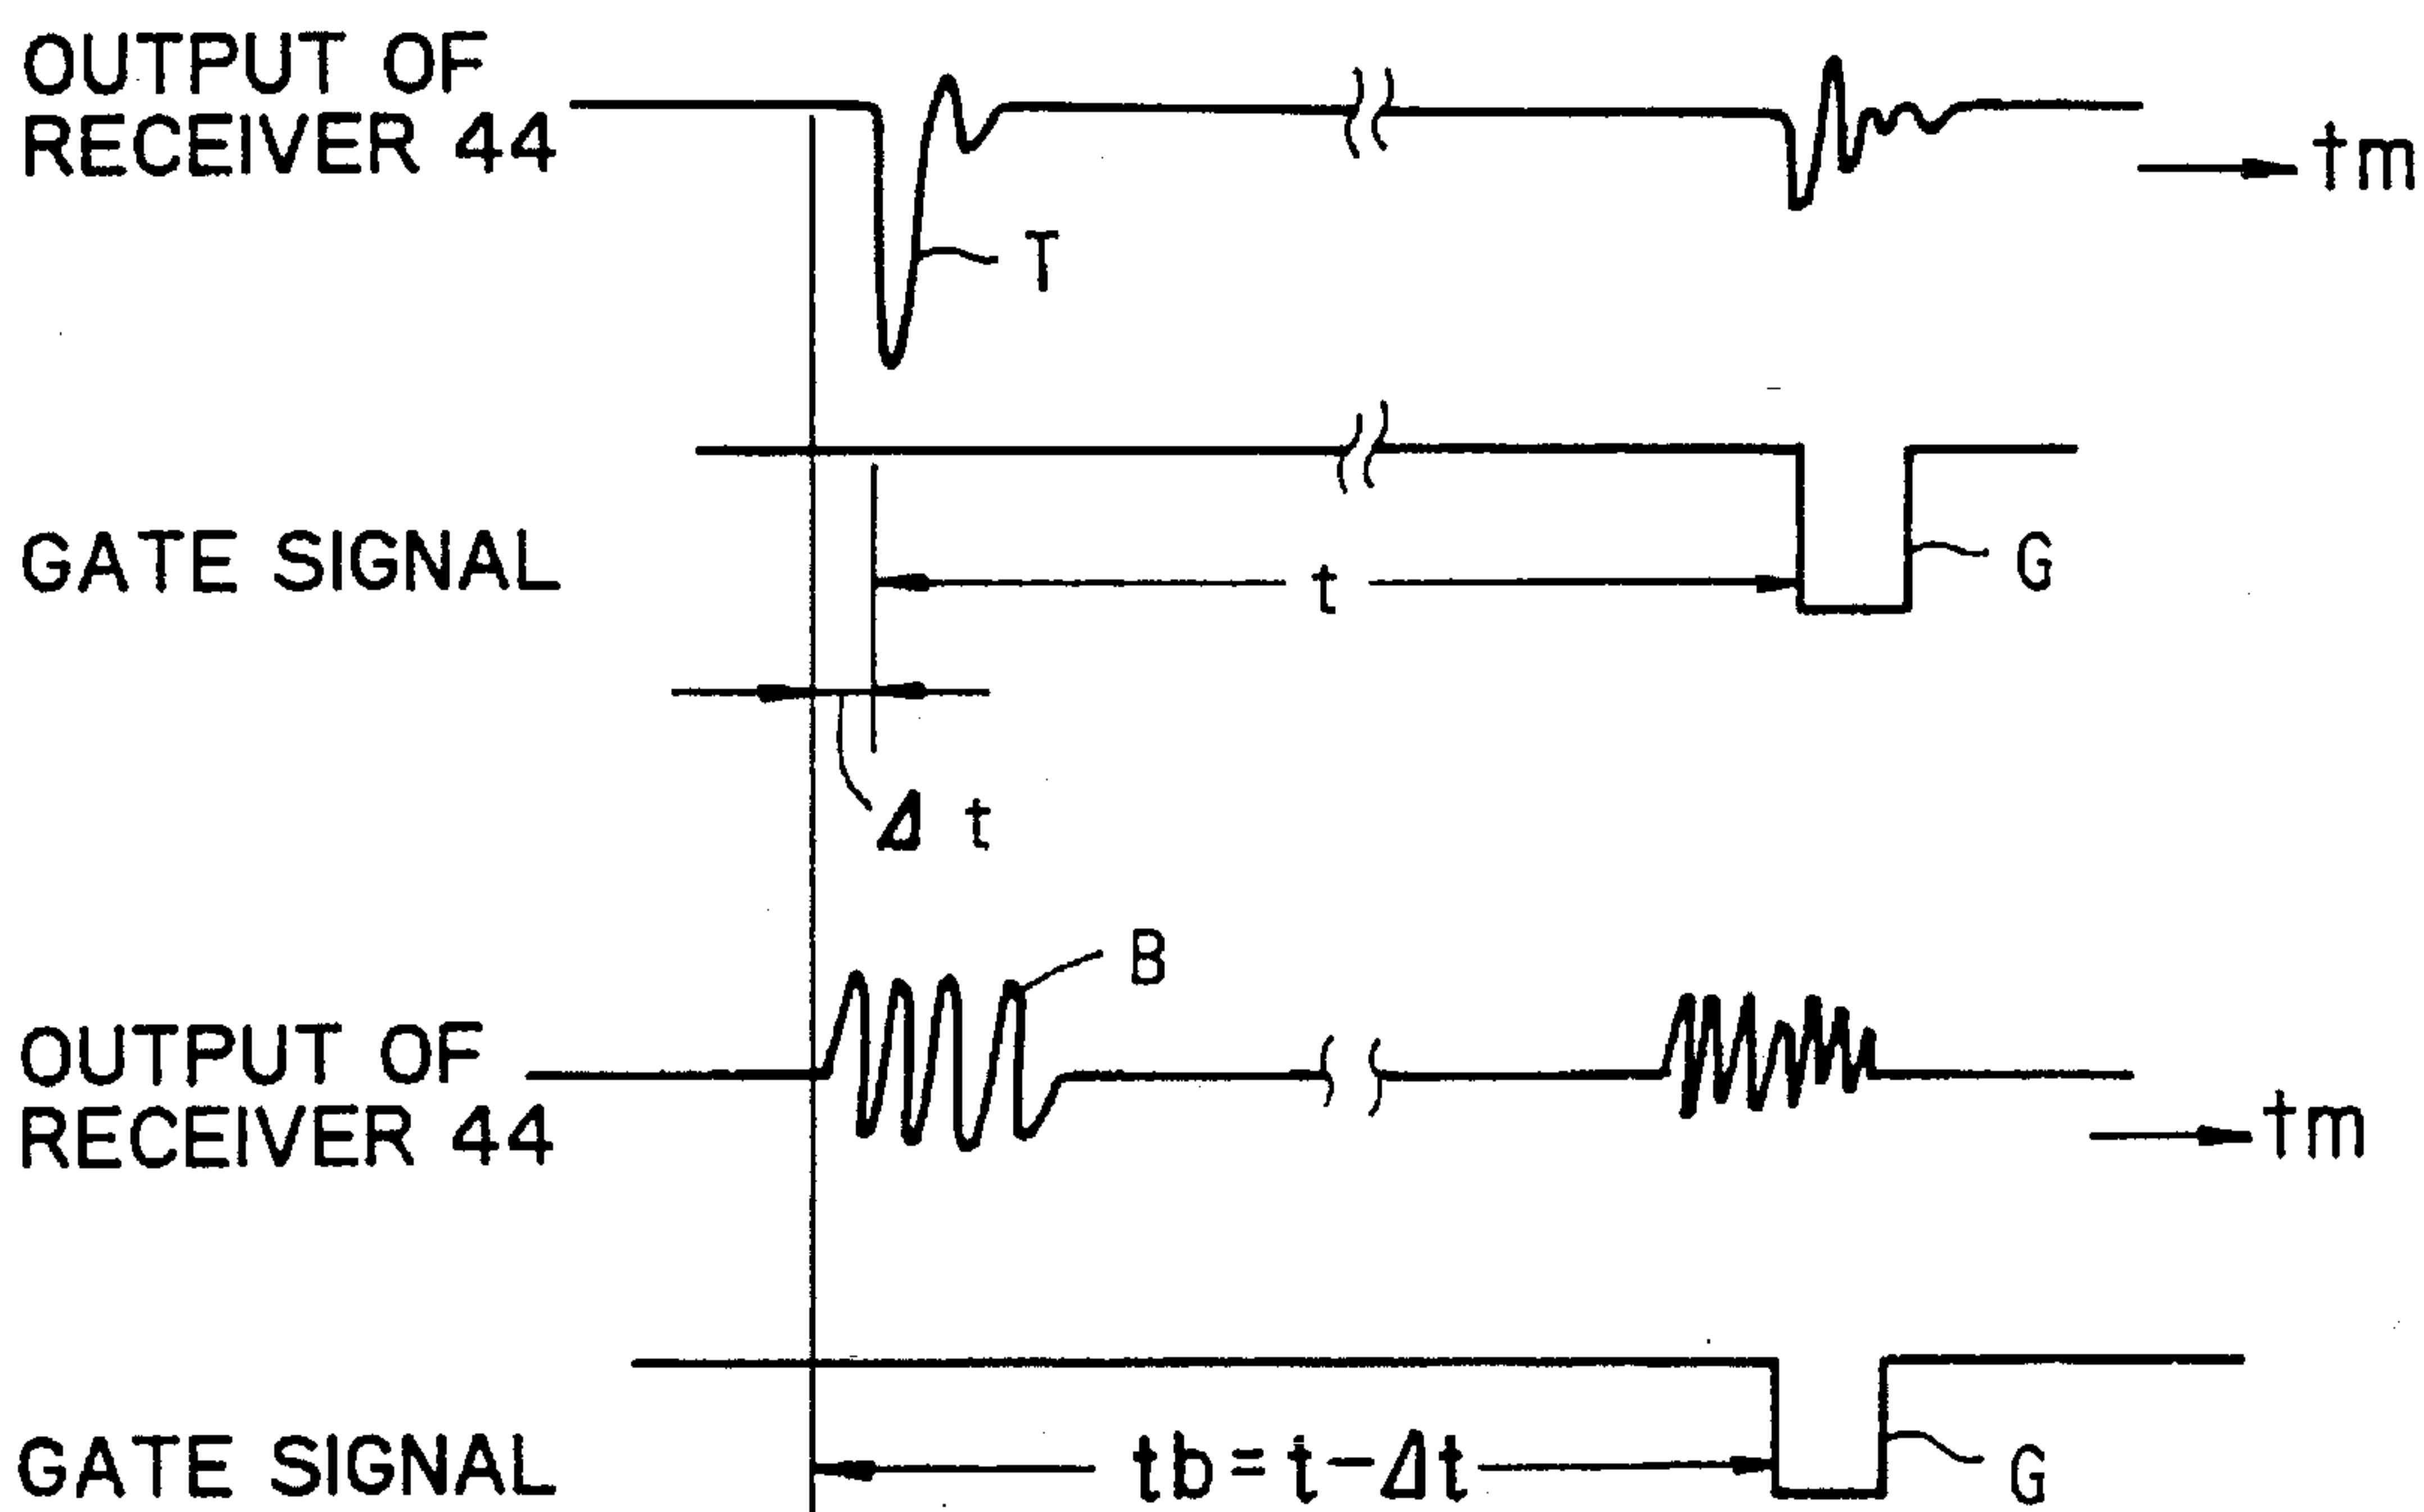 OUTPUT OF
RECEIVER 44
tm
T
GATE SIGNAL
t
G
Δ t
B
OUTPUT OF
RECEIVER 44
tm
GATE SIGNAL
tb = t-Δt
G